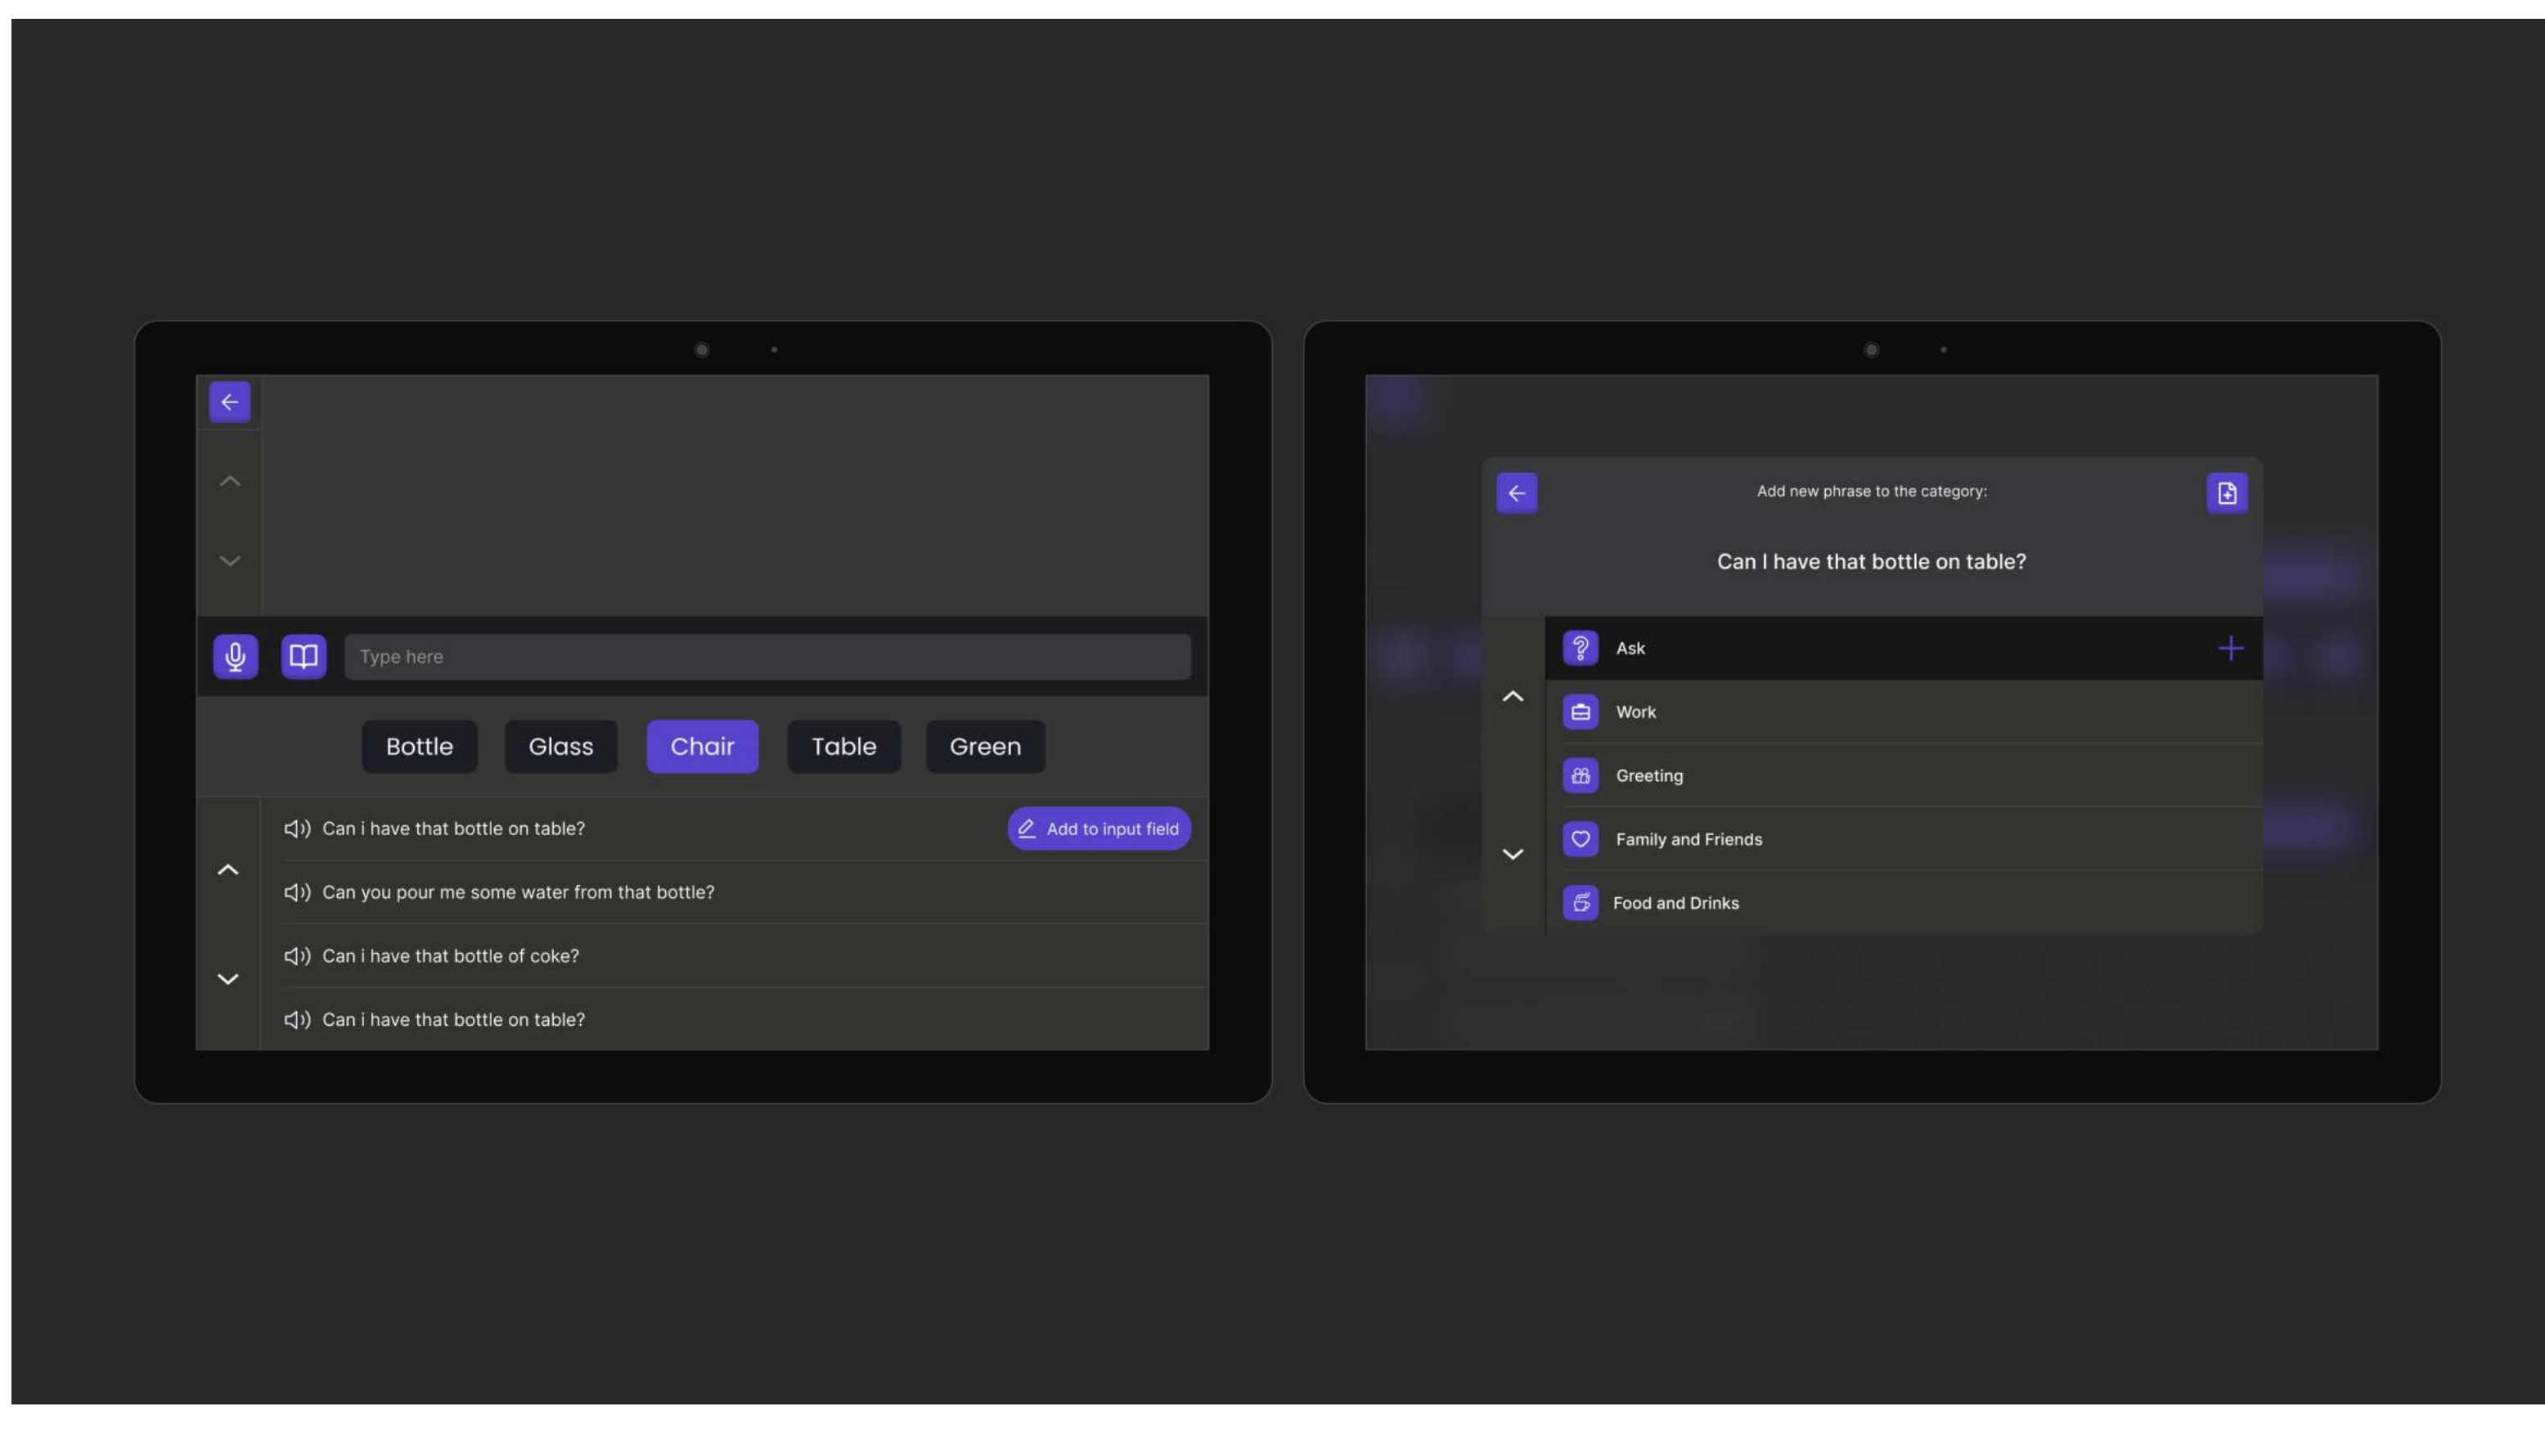 Type here
Bottle Glass Chair Table Green
Can i have that bottle on table? Add to input field
Can you pour me some water from that bottle?
Can i have that bottle of coke?
Can i have that bottle on table?
Add new phrase to the category:
Can I have that bottle on table?
Ask
Work
Greeting
Family and Friends
Food and Drinks